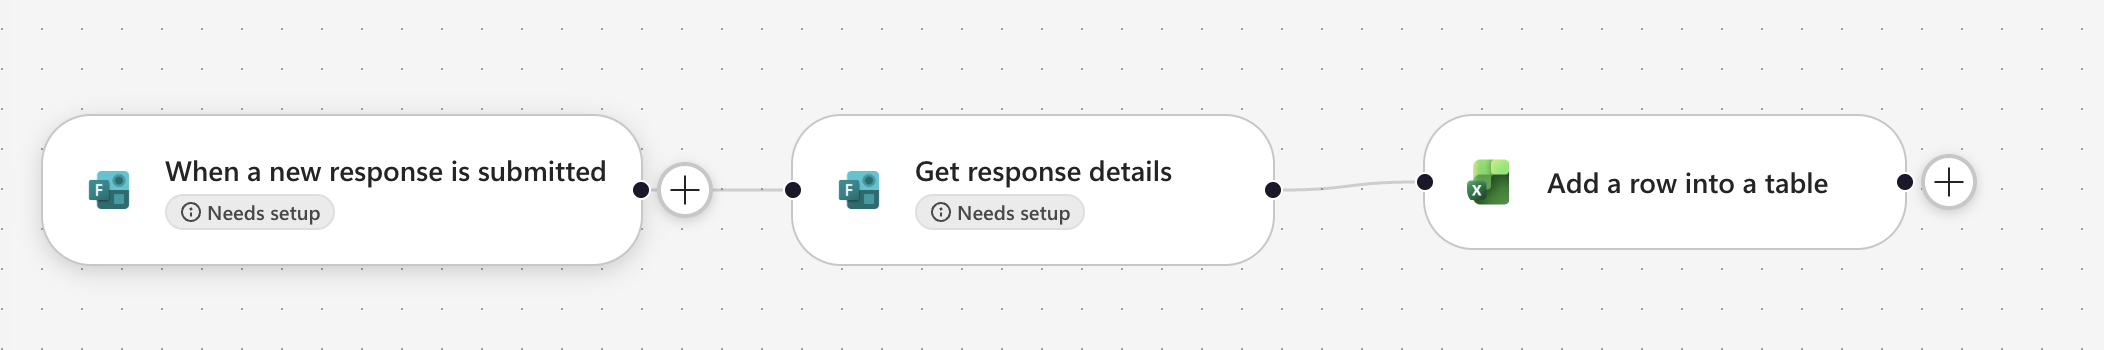 When a new response is submitted
Needs setup
Get response details
Needs setup
Add a row into a table
F
F
X